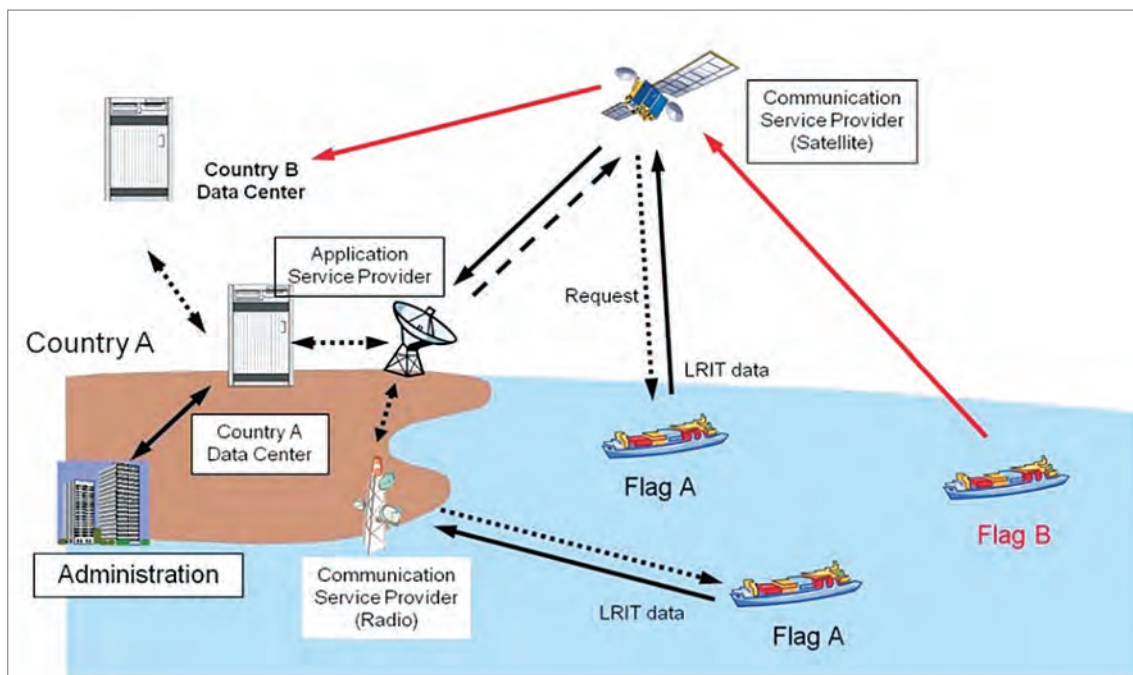 Communication
Service Provider
(Satellite)
Country B
Data Center
Application
Service Provider
Request
Country A
LRIT data
Country A
Data Center
Flag A
Flag B
Administration
Communication
Service Provider
(Radio)
LRIT data
Flag A